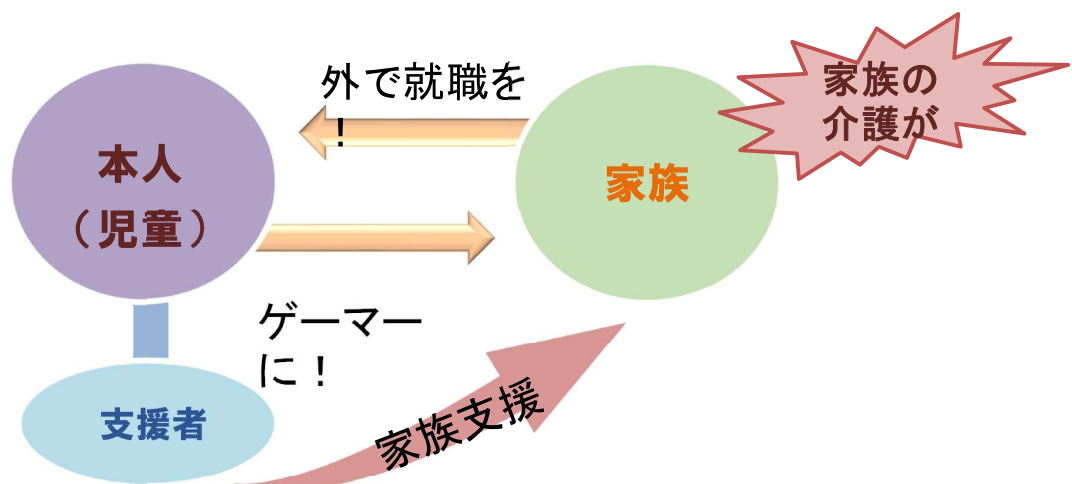 外で就職を
！
家族の
介護が
本人
（児童）
家族
ゲーマー
に！
支援者
家族支援